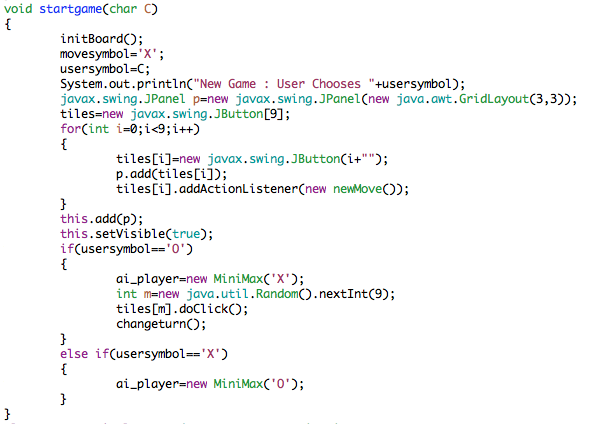 void startgame(char C)
{
initBoard();
movesymbol='X';
usersymbol=C;
System.out.println("New Game : User Chooses "+usersymbol);
javax.swing.JPanel p=new javax.swing.JPanel(new java.awt.GridLayout(3,3));
tiles=new javax.swing.JButton[9];
for(int i=0;i<9;i++)
{
tiles[i]=new javax.swing.JButton(i+"");
p.add(tiles[i]);
tiles[i].addActionListener(new newMove());
}
this.add(p);
this.setVisible(true);
if(usersymbol=='O')
{
ai_player=new MiniMax('X');
int m=new java.util.Random().nextInt(9);
tiles[m].doClick();
changeturn();
}
else if(usersymbol=='X')
{
ai_player=new MiniMax('O');
}
}